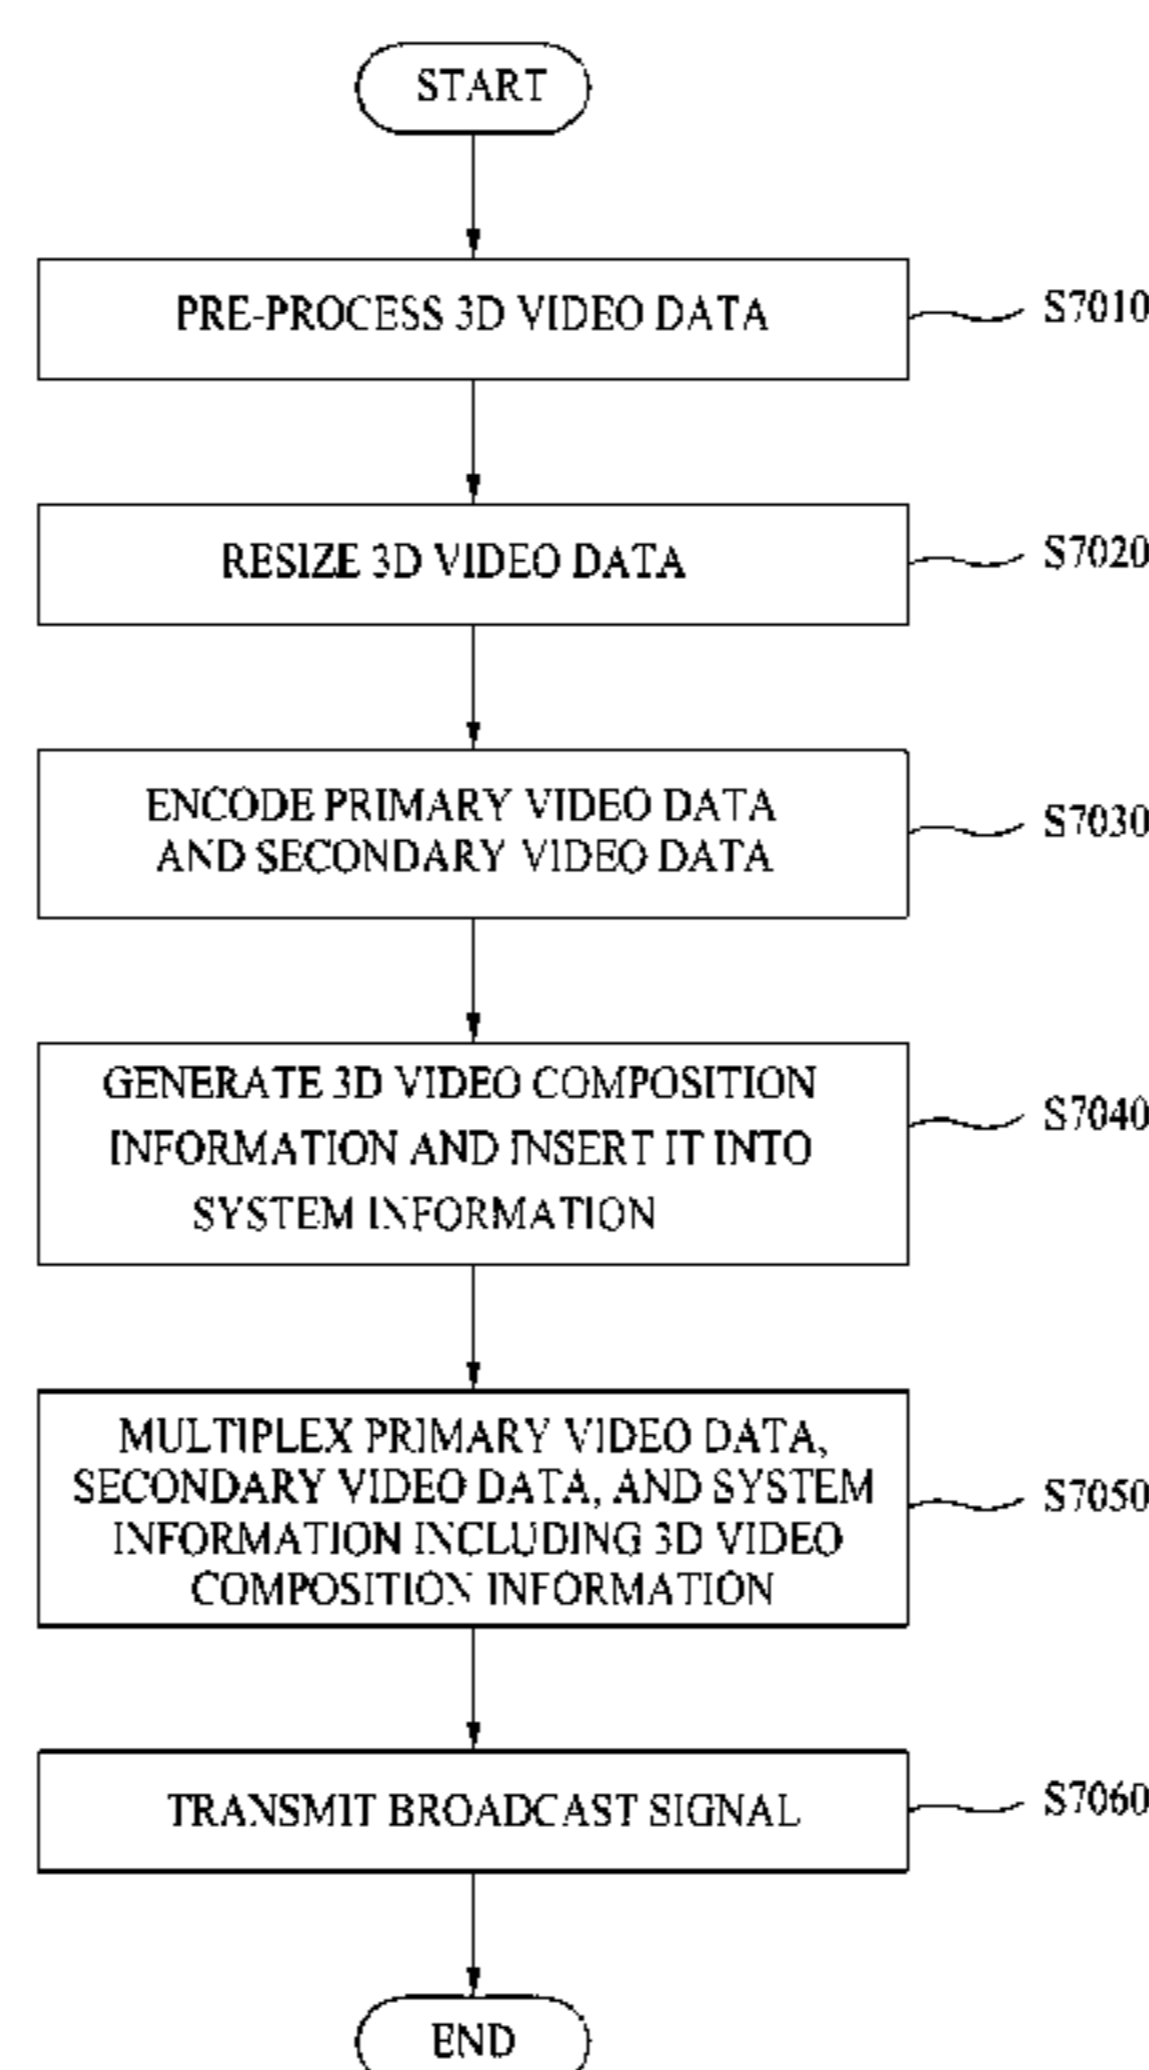 START
PRE-PROCESS 3D VIDEO DATA
S7010
RESIZE 3D VIDEO DATA
S7020
ENCODE PRIMARY VIDEO DATA
AND SECONDARY VIDEO DATA
S7030
GENERATE 3D VIDEO COMPOSITION
INFORMATION AND INSERT IT INTO
SYSTEM INFORMATION
S7040
MULTIPLEX PRIMARY VIDEO DATA,
SECONDARY VIDEO DATA, AND SYSTEM
INFORMATION INCLUDING 3D VIDEO
COMPOSITION INFORMATION
S7050
TRANSMIT BROADCAST SIGNAL
S7060
END